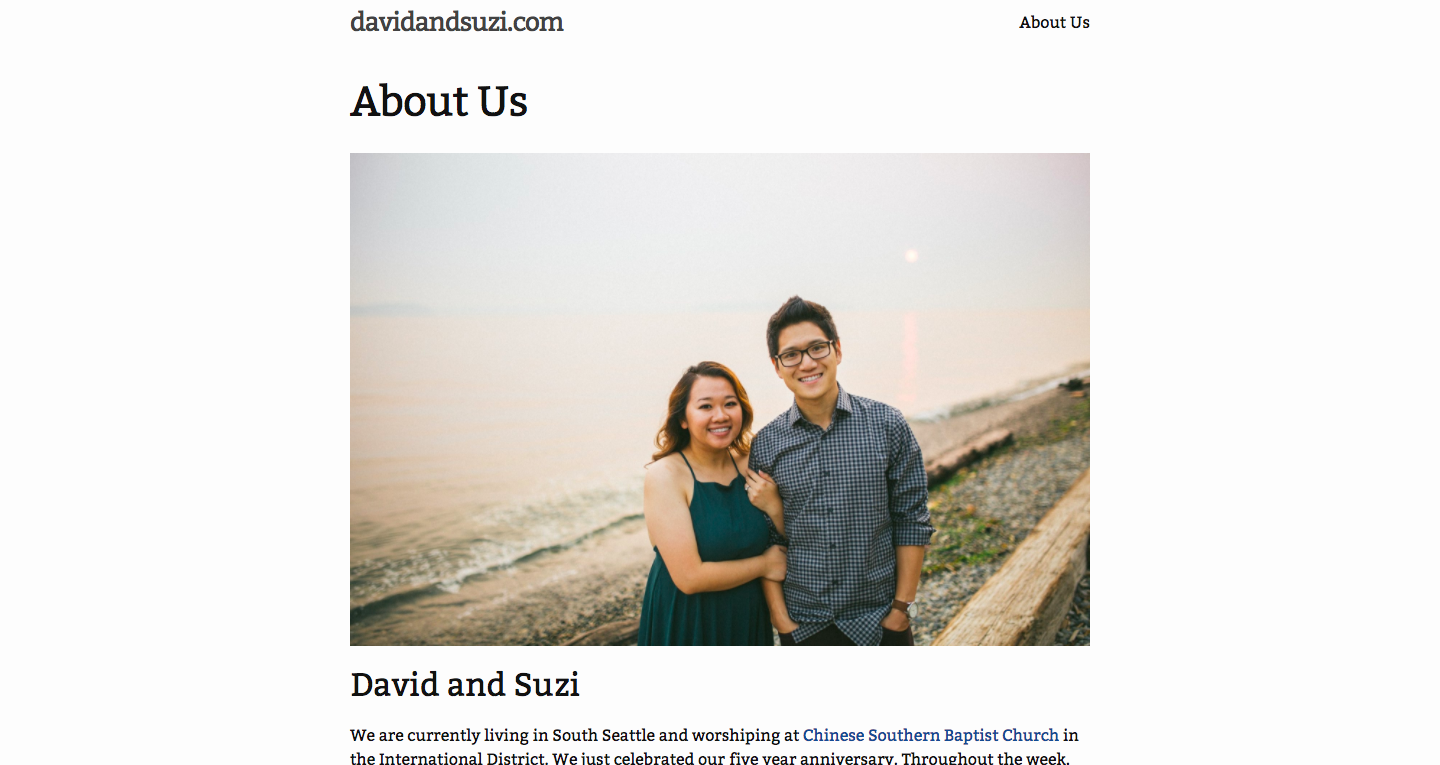 davidandsuzi.com
About Us
About Us
David and Suzi
We are currently living in South Seattle and worshiping at Chinese Southern Baptist Church in
the International District. We just celebrated our five year anniversary. Throughout the week,